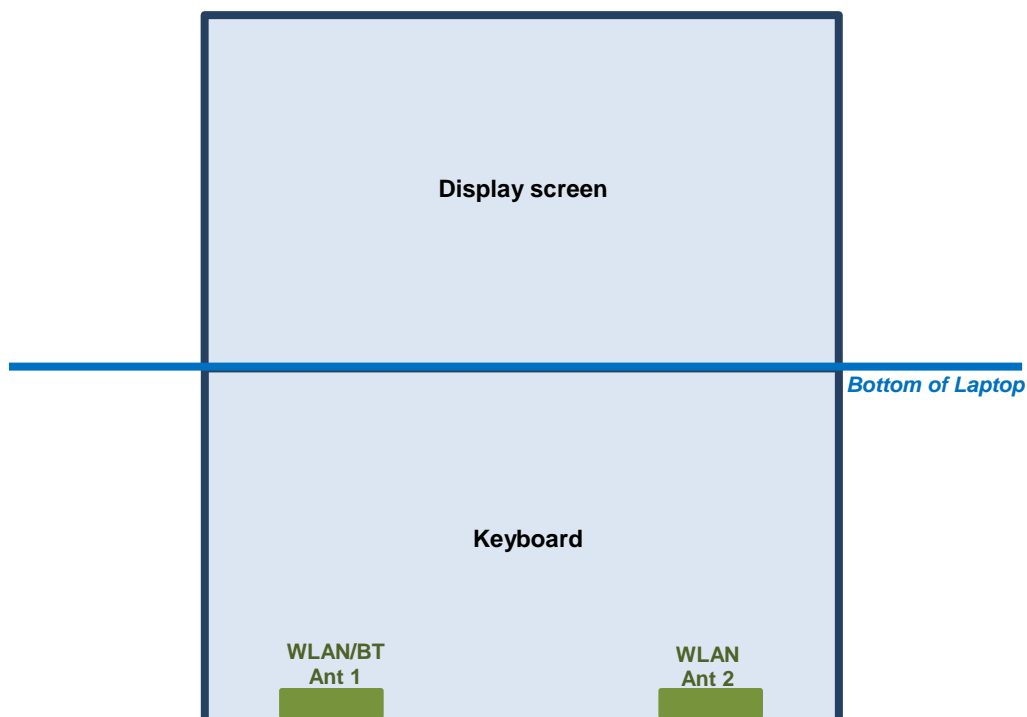 Display screen
Bottom of Laptop
Keyboard
WLAN/BT
Ant 1
WLAN
Ant 2